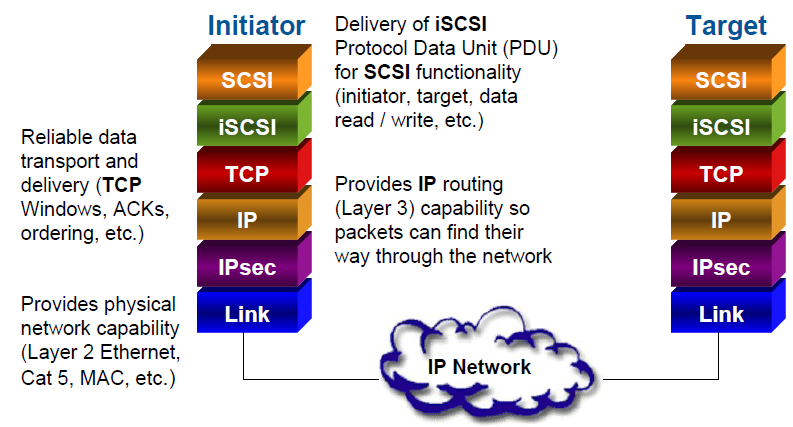 Initiator
Delivery of iSCSI
Protocol Data Unit (PDU)
for SCSI functionality
(initiator, target, data
read / write, etc.)
Target
SCSI
iSCSI
TCP
IP
IPsec
Link
Reliable data
transport and
delivery (TCP
Windows, ACKs,
ordering, etc.)
Provides IP routing
(Layer 3) capability so
packets can find their
way through the network
Provides physical
network capability
(Layer 2 Ethernet,
Cat 5, MAC, etc.)
SCSI
iSCSI
TCP
IP
IPsec
Link
IP Network